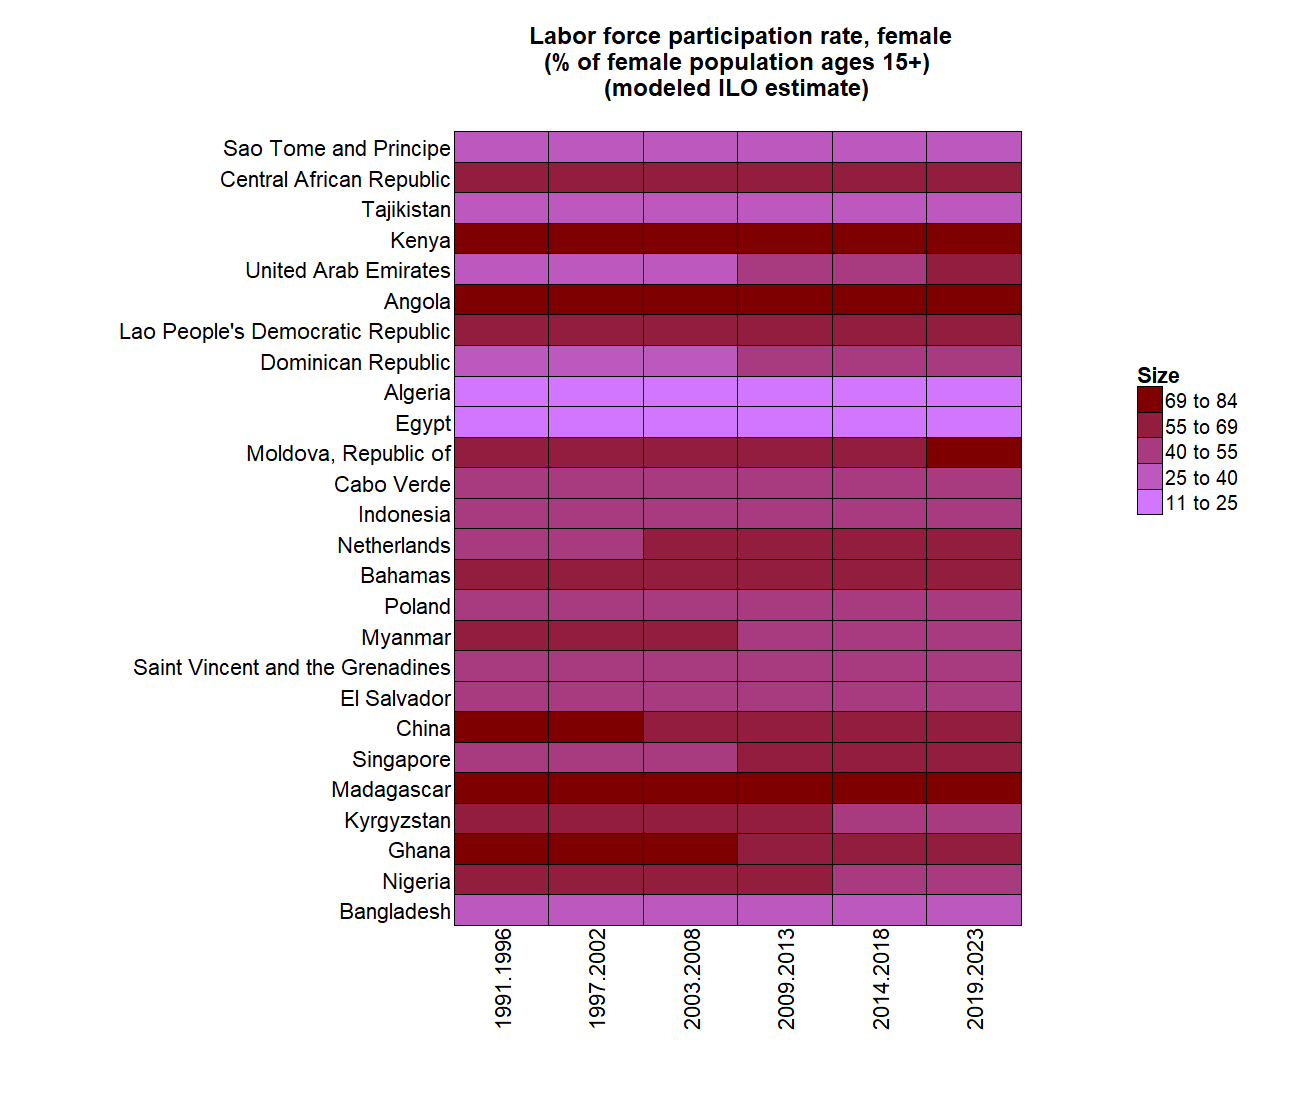 Labor force participation rate, female
(% of female population ages 15+)
(modeled ILO estimate)
Sao Tome and Principe
Central African Republic
Tajikistan
Kenya
United Arab Emirates
Angola
Lao People's Democratic Republic
Dominican Republic
Algeria
Egypt
Moldova, Republic of
Cabo Verde
Indonesia
Netherlands
Bahamas
Poland
Myanmar
Saint Vincent and the Grenadines
El Salvador
China
Singapore
Madagascar
Kyrgyzstan
Ghana
Nigeria
Bangladesh
1991.1996
1997.2002
2003.2008
2009.2013
2014.2018
2019.2023
Size
69 to 84
55 to 69
40 to 55
25 to 40
11 to 25